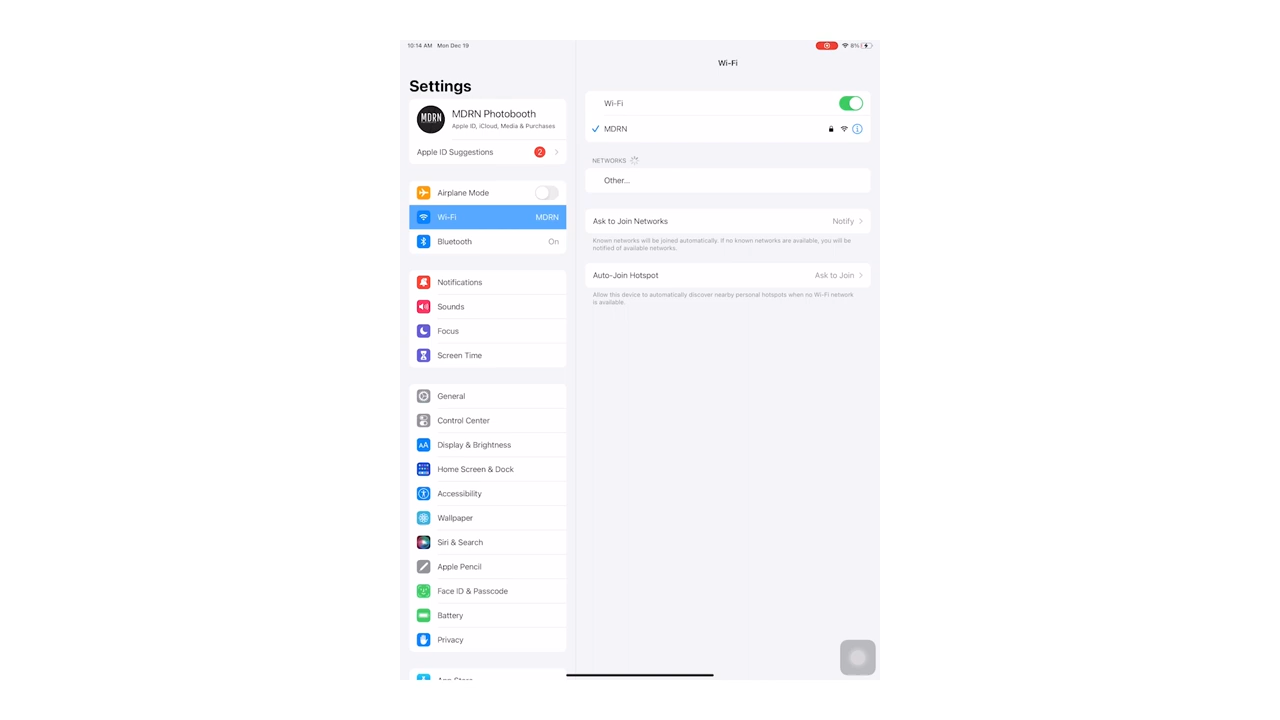 10:14 AM Mon Dec 19
8%
Settings
MDRN
MDRN Photobooth
Apple ID, iCloud, Media & Purchases
Apple ID Suggestions 2
Airplane Mode
Wi-Fi MDRN
Bluetooth On
Notifications
Sounds
Focus
Screen Time
General
Control Center
Display & Brightness
Home Screen & Dock
Accessibility
Wallpaper
Siri & Search
Apple Pencil
Face ID & Passcode
Battery
Privacy
App Store
Wi-Fi
Wi-Fi
MDRN
NETWORKS
Other...
Ask to Join Networks Notify
Known networks will be joined automatically. If no known networks are available, you will be
notified of available networks.
Auto-Join Hotspot Ask to Join
Allow this device to automatically discover nearby personal hotspots when no Wi-Fi network
is available.